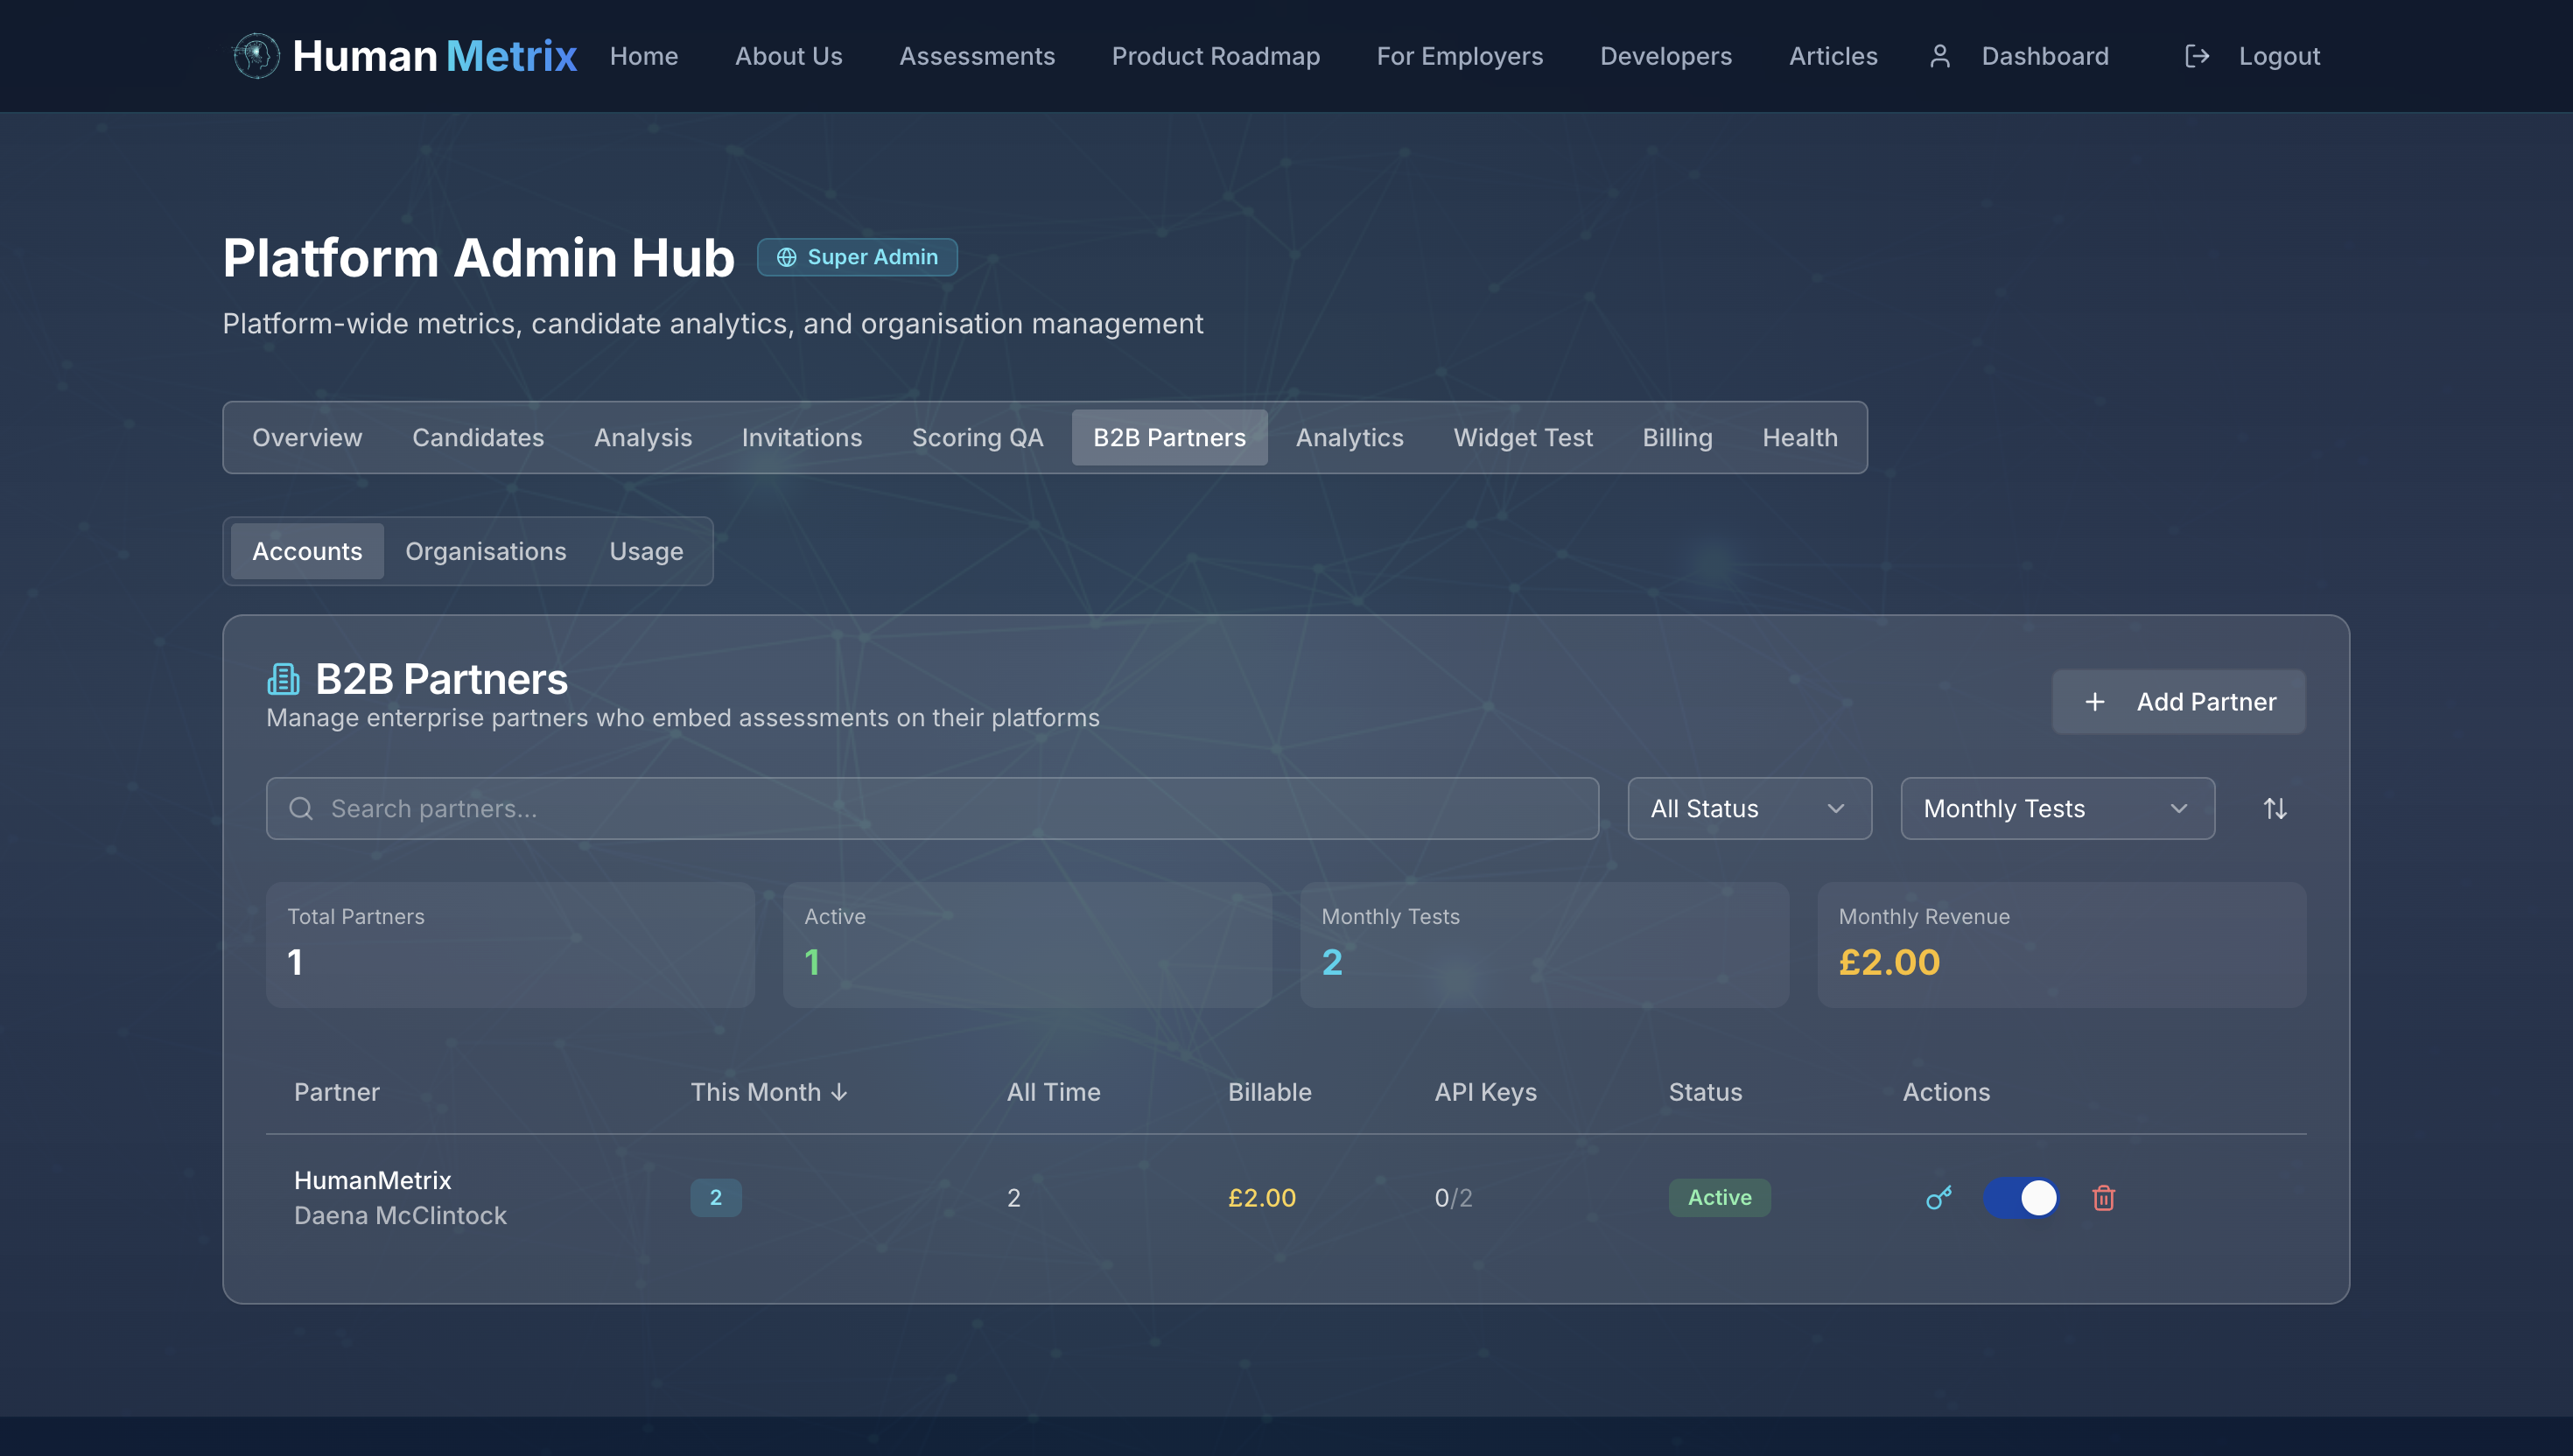 Human Metrix Home About Us Assessments Product Roadmap For Employers Developers Articles Dashboard Logout
Platform Admin Hub Super Admin
Platform-wide metrics, candidate analytics, and organisation management
Overview Candidates Analysis Invitations Scoring QA B2B Partners Analytics Widget Test Billing Health
Accounts Organisations Usage
B2B Partners
Manage enterprise partners who embed assessments on their platforms
Add Partner
Search partners... All Status Monthly Tests
Total Partners Active Monthly Tests Monthly Revenue
1 1 2 £2.00
Partner This Month ↓ All Time Billable API Keys Status Actions
HumanMetrix
Daena McClintock
2 2 £2.00 0/2 Active